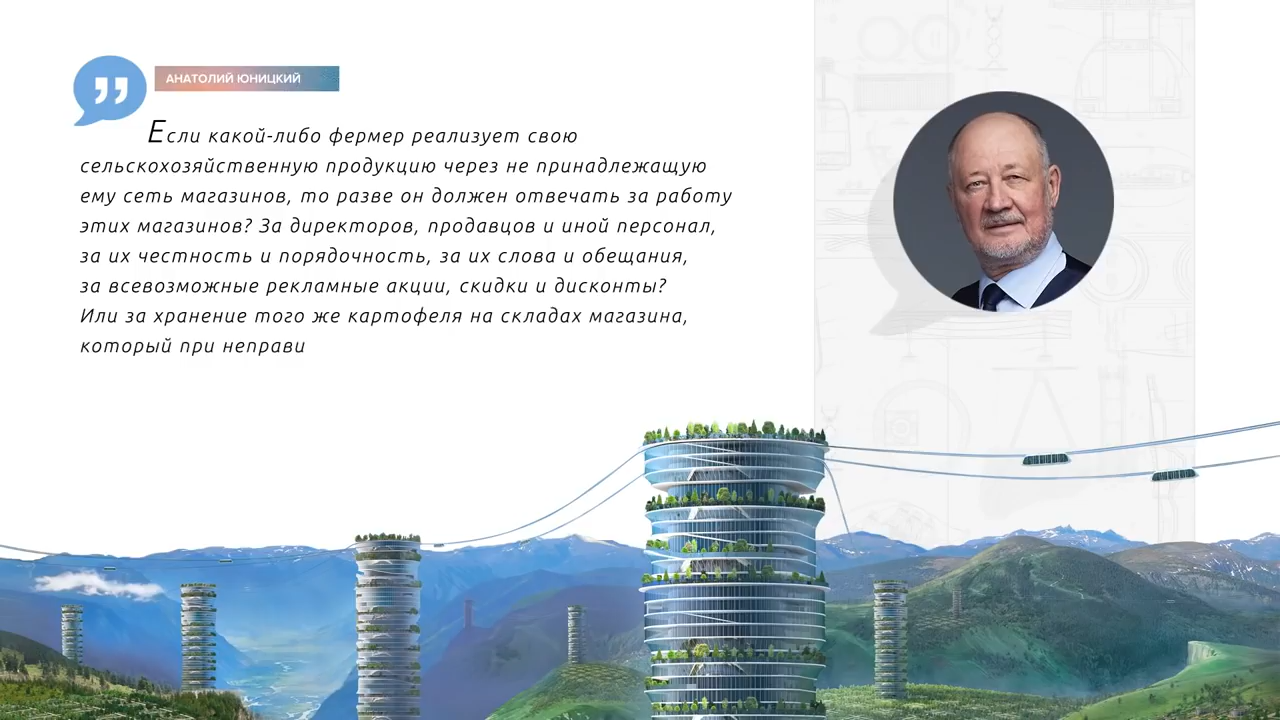 АНАТОЛИЙ ЮНИЦКИЙ
Если какой-либо фермер реализует свою
сельскохозяйственную продукцию через не принадлежащую
ему сеть магазинов, то разве он должен отвечать за работу
этих магазинов? За директоров, продавцов и иной персонал,
за их честность и порядочность, за их слова и обещания,
за всевозможные рекламные акции, скидки и дисконты?
Или за хранение того же картофеля на складах магазина,
который при неправи